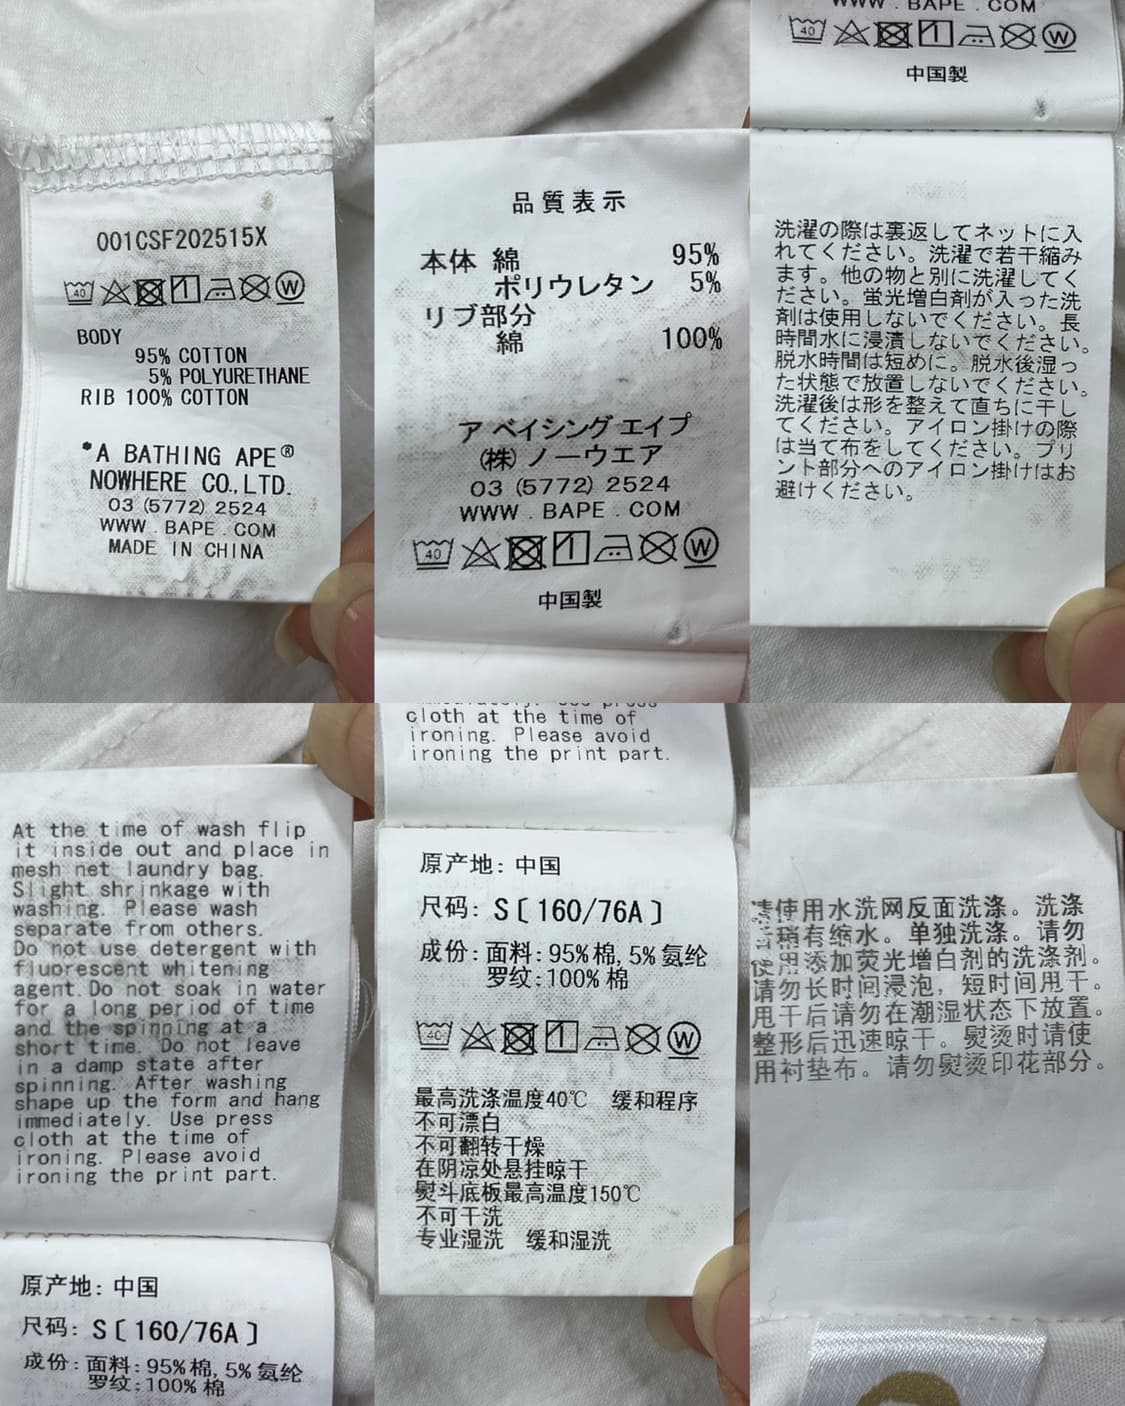 001CSF202515X
40 W
BODY
95% COTTON
5% POLYURETHANE
RIB 100% COTTON
*A BATHING APE®
NOWHERE CO.,LTD.
03 (5772) 2524
WWW . BAPE . COM
MADE IN CHINA
品質表示
本体 綿 95%
ポリウレタン 5%
リブ部分
綿 100%
ア ベイシング エイプ
(株) ノーウエア
03 (5772) 2524
WWW . BAPE . COM
40 W
中国製
WWW . BAPE . COM
40 W
中国製
洗濯の際は裏返してネットに入
れてください。洗濯で若干縮み
ます。他の物と別に洗濯してく
ださい。蛍光増白剤が入った洗
剤は使用しないでください。長
時間水に浸漬しないでください。
脱水時間は短めに。脱水後湿っ
た状態で放置しないでください。
洗濯後は形を整えて直ちに干し
てください。アイロン掛けの際
は当て布をしてください。プリ
ント部分へのアイロン掛けはお
避けください。
At the time of wash flip
it inside out and place in
mesh net laundry bag.
Slight shrinkage with
washing. Please wash
separate from others.
Do not use detergent with
fluorescent whitening
agent.Do not soak in water
for a long period of time
and the spinning at a
short time. Do not leave
in a damp state after
spinning. After washing
shape up the form and hang
immediately. Use press
cloth at the time of
ironing. Please avoid
ironing the print part.
原产地: 中国
尺码: S〔160/76A〕
成份: 面料: 95%棉, 5%氨纶
罗纹: 100%棉
cloth at the time of
ironing. Please avoid
ironing the print part.
原产地: 中国
尺码: S〔160/76A〕
成份: 面料: 95%棉, 5%氨纶
罗纹: 100%棉
40 W
最高洗涤温度40℃ 缓和程序
不可漂白
不可翻转干燥
在阴凉处悬挂晾干
熨斗底板最高温度150℃
不可干洗
专业湿洗 缓和湿洗
请使用水洗网反面洗涤。洗涤
稍有缩水。单独洗涤。请勿
使用添加荧光增白剂的洗涤剂。
请勿长时间浸泡, 短时间甩干。
甩干后请勿在潮湿状态下放置。
整形后迅速晾干。熨烫时请使
用衬垫布。请勿熨烫印花部分。